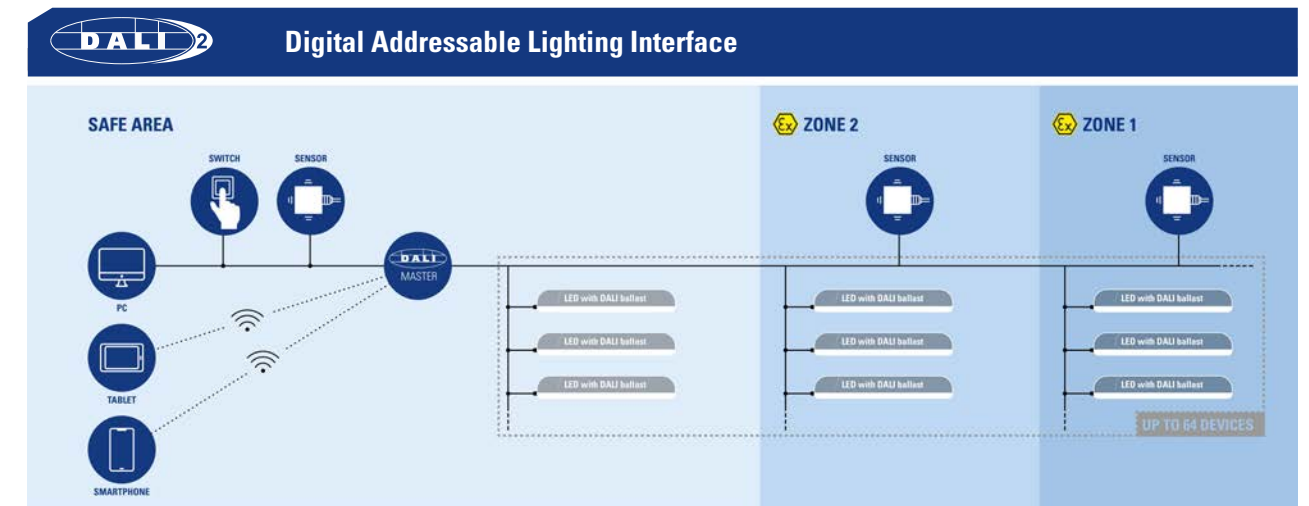 DALI 2
Digital Addressable Lighting Interface
SAFE AREA
Ex ZONE 2
Ex ZONE 1
SWITCH
SENSOR
SENSOR
SENSOR
DALI
MASTER
PC
TABLET
SMARTPHONE
LED with DALI ballast
LED with DALI ballast
LED with DALI ballast
LED with DALI ballast
LED with DALI ballast
LED with DALI ballast
LED with DALI ballast
LED with DALI ballast
LED with DALI ballast
UP TO 64 DEVICES